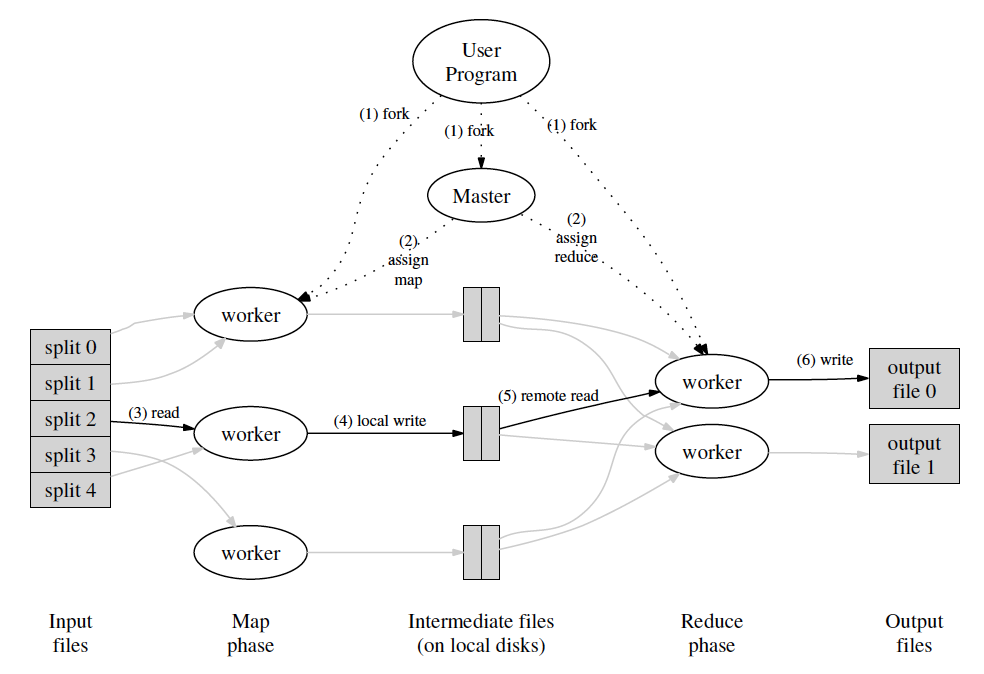 User
Program
(1) fork
(1) fork
(1) fork
Master
(2)
assign
map
(2)
assign
reduce
split 0
split 1
split 2
split 3
split 4
(3) read
worker
worker
worker
(4) local write
(5) remote read
worker
worker
(6) write
output
file 0
output
file 1
Input
files
Map
phase
Intermediate files
(on local disks)
Reduce
phase
Output
files